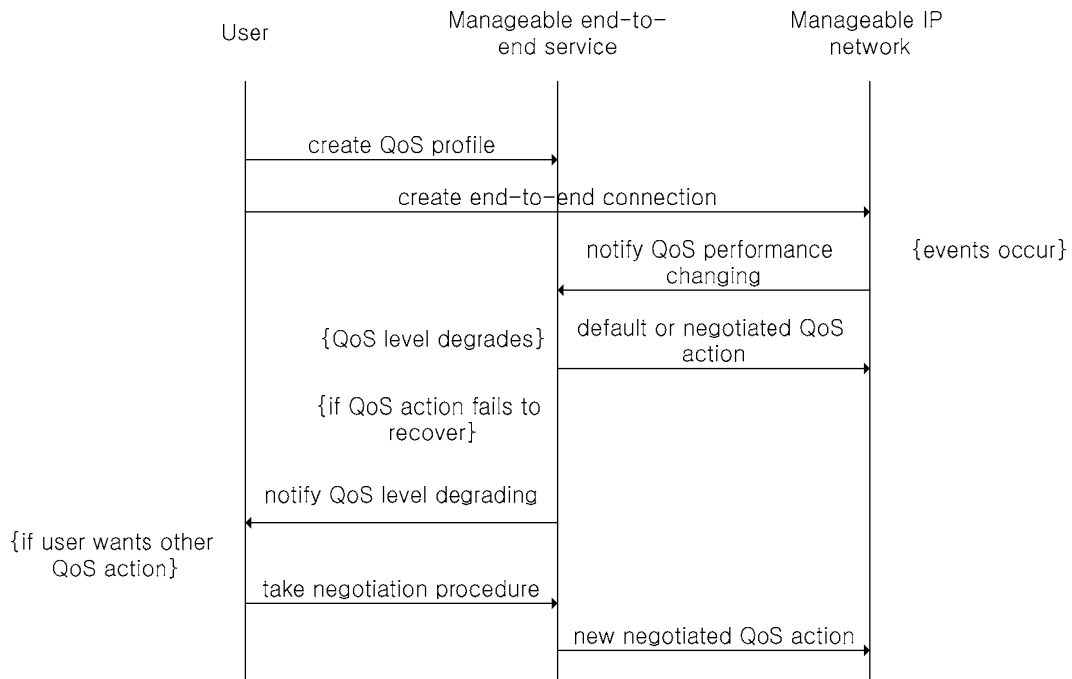 User
Manageable end-to-
end service
Manageable IP
network
create QoS profile
create end-to-end connection
notify QoS performance
changing
{events occur}
{QoS level degrades}
default or negotiated QoS
action
{if QoS action fails to
recover}
notify QoS level degrading
{if user wants other
QoS action}
take negotiation procedure
new negotiated QoS action